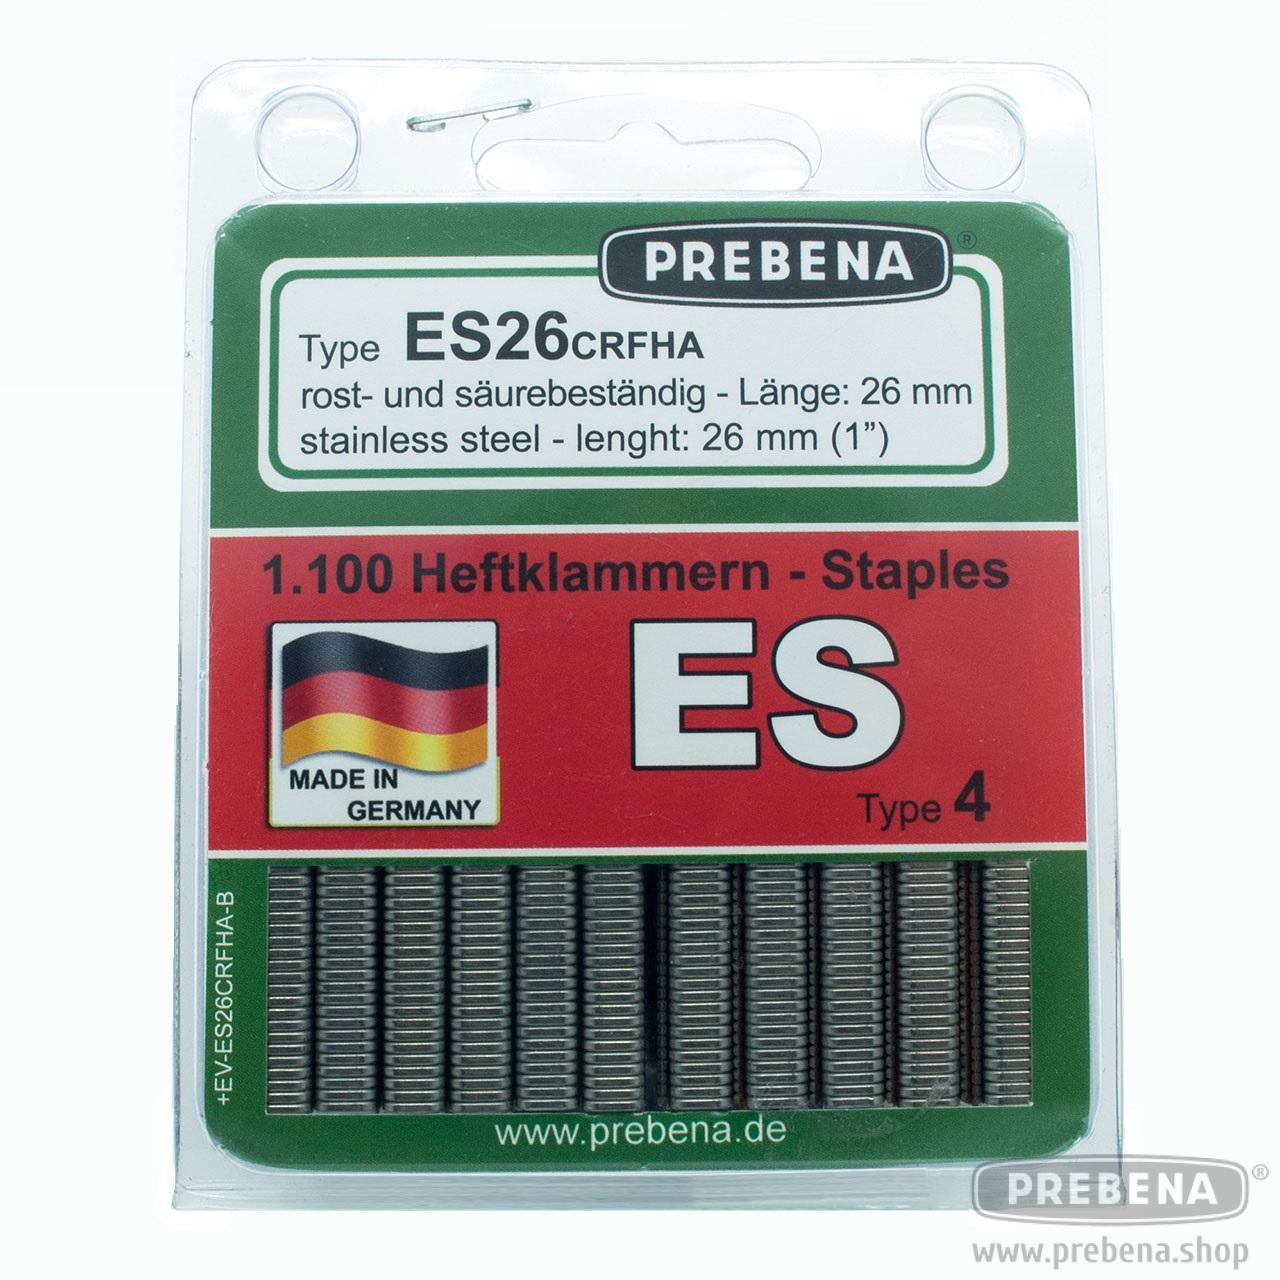 PREBENA ®
Type ES26CRFHA
rost- und säurebeständig - Länge: 26 mm
stainless steel - lenght: 26 mm (1”)
1.100 Heftklammern - Staples
ES
MADE IN
GERMANY
Type 4
+EV-ES26CRFHA-B
www.prebena.de
PREBENA ®
www.prebena.shop